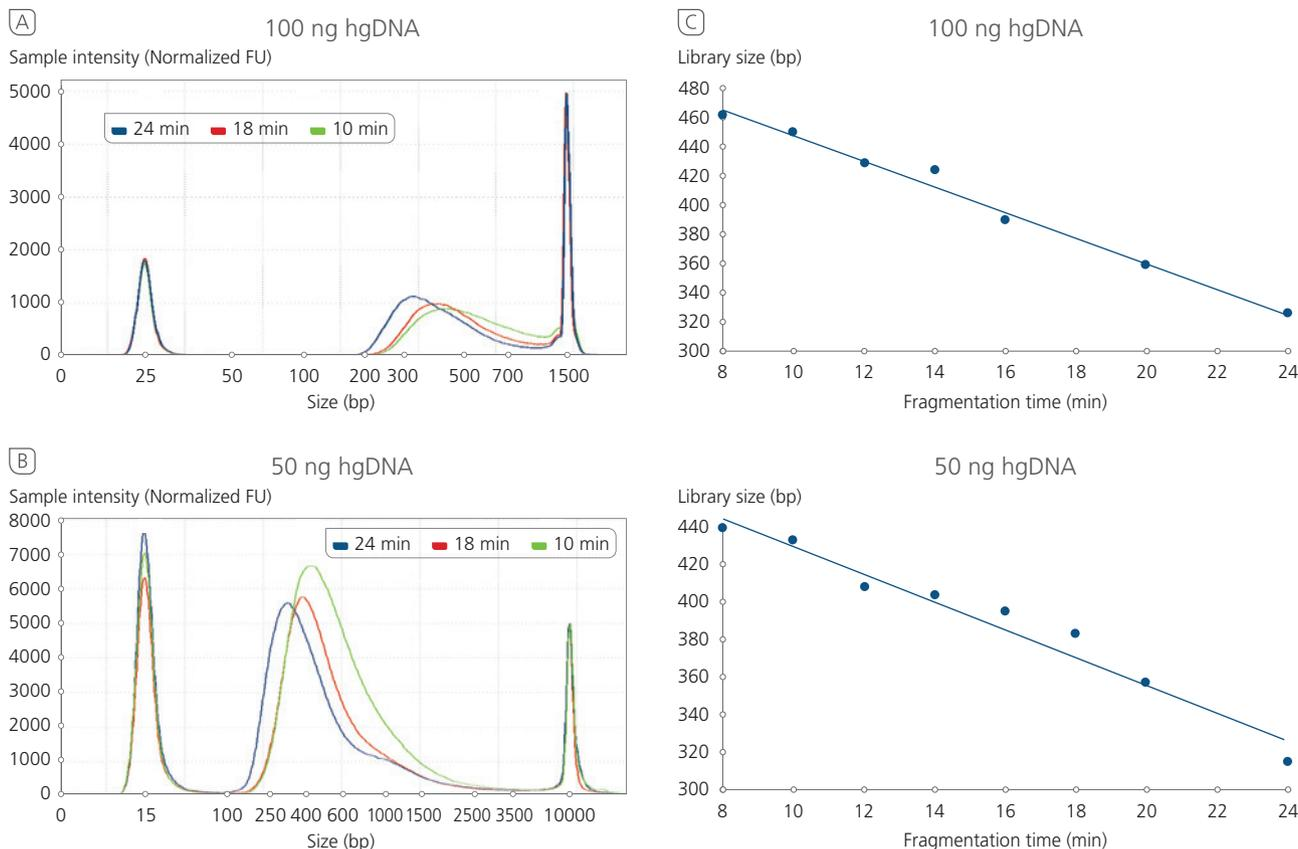 A
100 ng hgDNA
Sample intensity (Normalized FU)
5000
4000
3000
2000
1000
0
24 min 18 min 10 min
0 25 50 100 200 300 500 700 1500
Size (bp)
C
100 ng hgDNA
Library size (bp)
480
460
440
420
400
380
360
340
320
300
8 10 12 14 16 18 20 22 24
Fragmentation time (min)
B
50 ng hgDNA
Sample intensity (Normalized FU)
8000
7000
6000
5000
4000
3000
2000
1000
0
24 min 18 min 10 min
0 15 100 250 400 600 1000 1500 2500 3500 10000
Size (bp)
50 ng hgDNA
Library size (bp)
440
420
400
380
360
340
320
300
8 10 12 14 16 18 20 22 24
Fragmentation time (min)